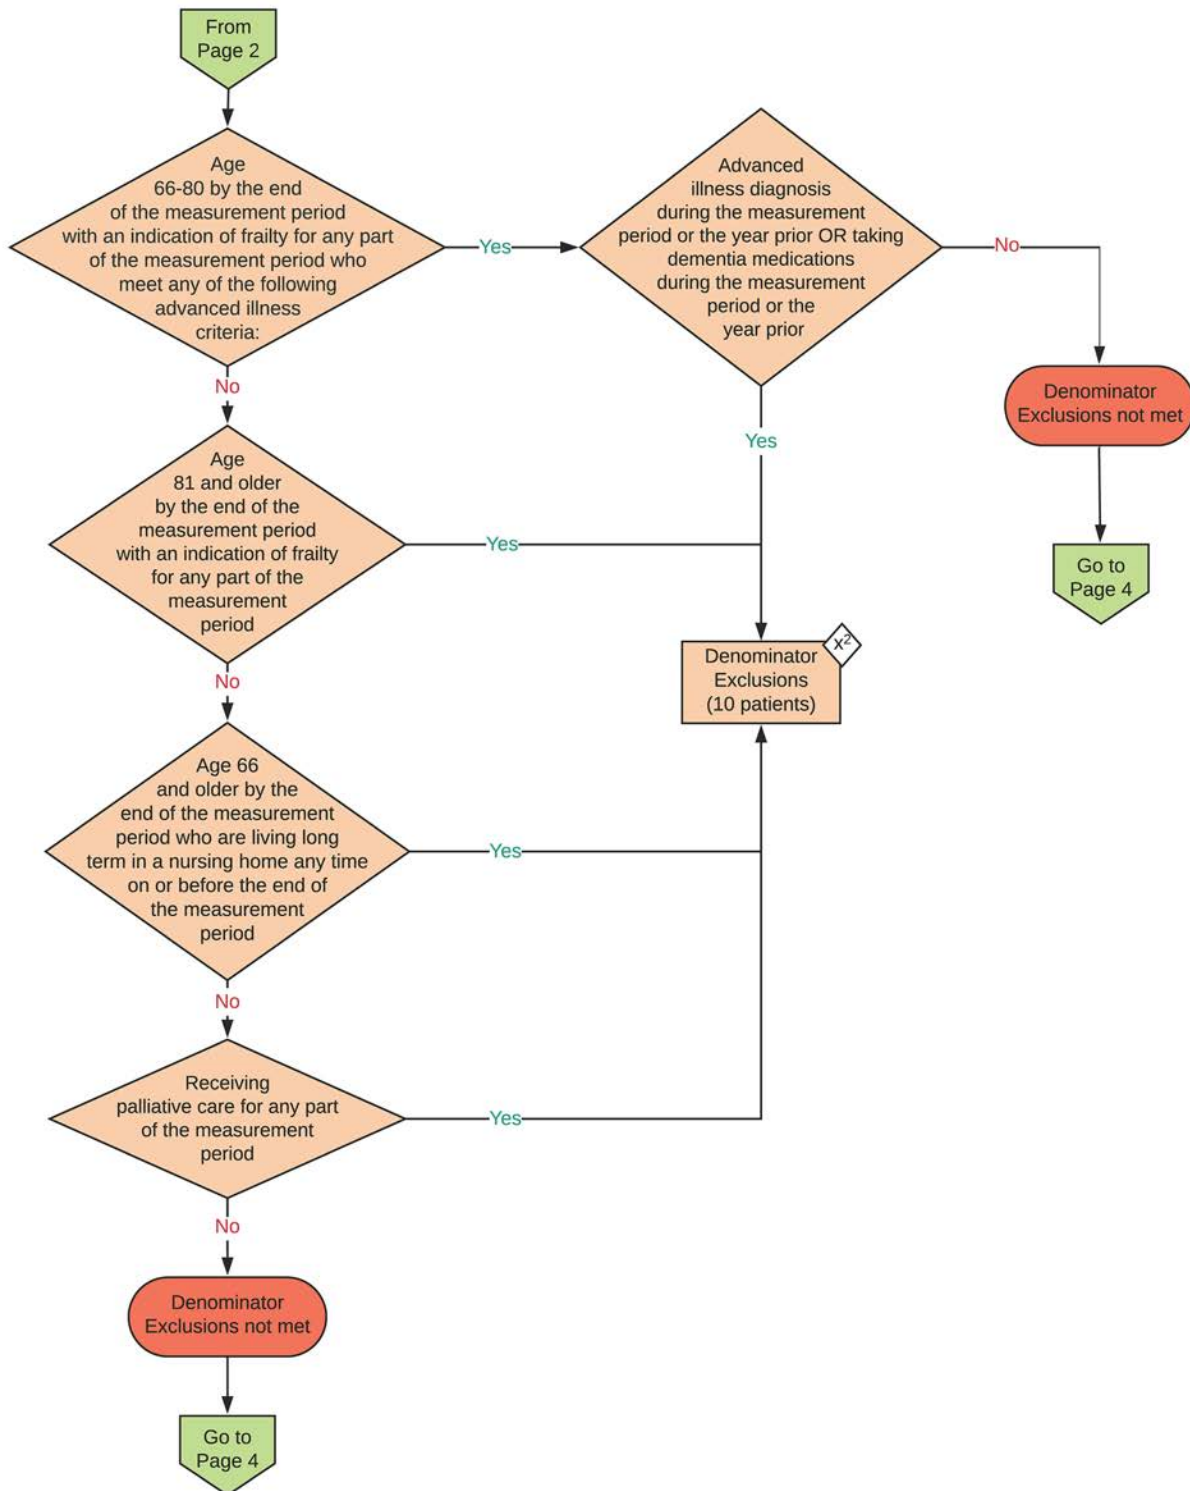 From
Page 2
Age
66-80 by the end
of the measurement period
with an indication of frailty for any part
of the measurement period who
meet any of the following
advanced illness
criteria:
Yes
Advanced
illness diagnosis
during the measurement
period or the year prior OR taking
dementia medications
during the measurement
period or the
year prior
No
Denominator
Exclusions not met
Go to
Page 4
Yes
No
Age
81 and older
by the end of the
measurement period
with an indication of frailty
for any part of the
measurement
period
Yes
Denominator
Exclusions
(10 patients)
x²
No
Age 66
and older by the
end of the measurement
period who are living long
term in a nursing home any time
on or before the end of
the measurement
period
Yes
No
Receiving
palliative care for any part
of the measurement
period
Yes
No
Denominator
Exclusions not met
Go to
Page 4